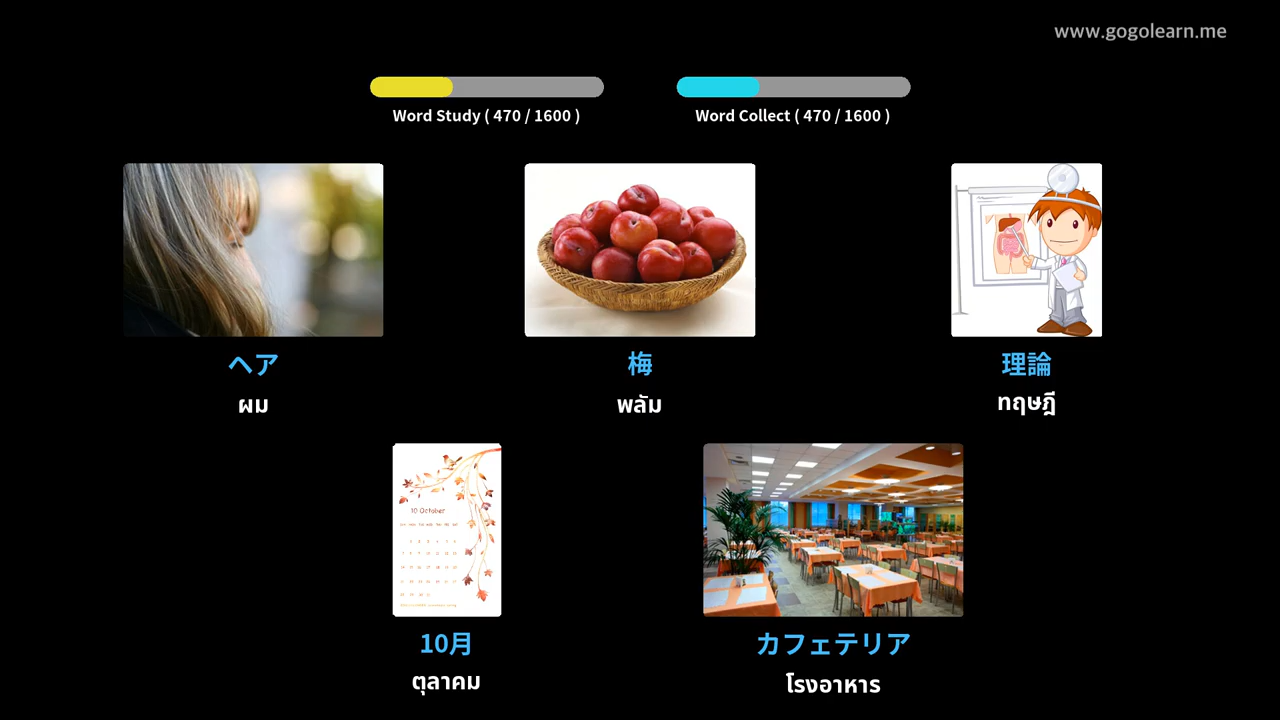 www.gogolearn.me
Word Study ( 470 / 1600 )
Word Collect ( 470 / 1600 )
ヘア
ผม
梅
พลัม
理論
ทฤษฎี
10 October
10月
ตุลาคม
カフェテリア
โรงอาหาร